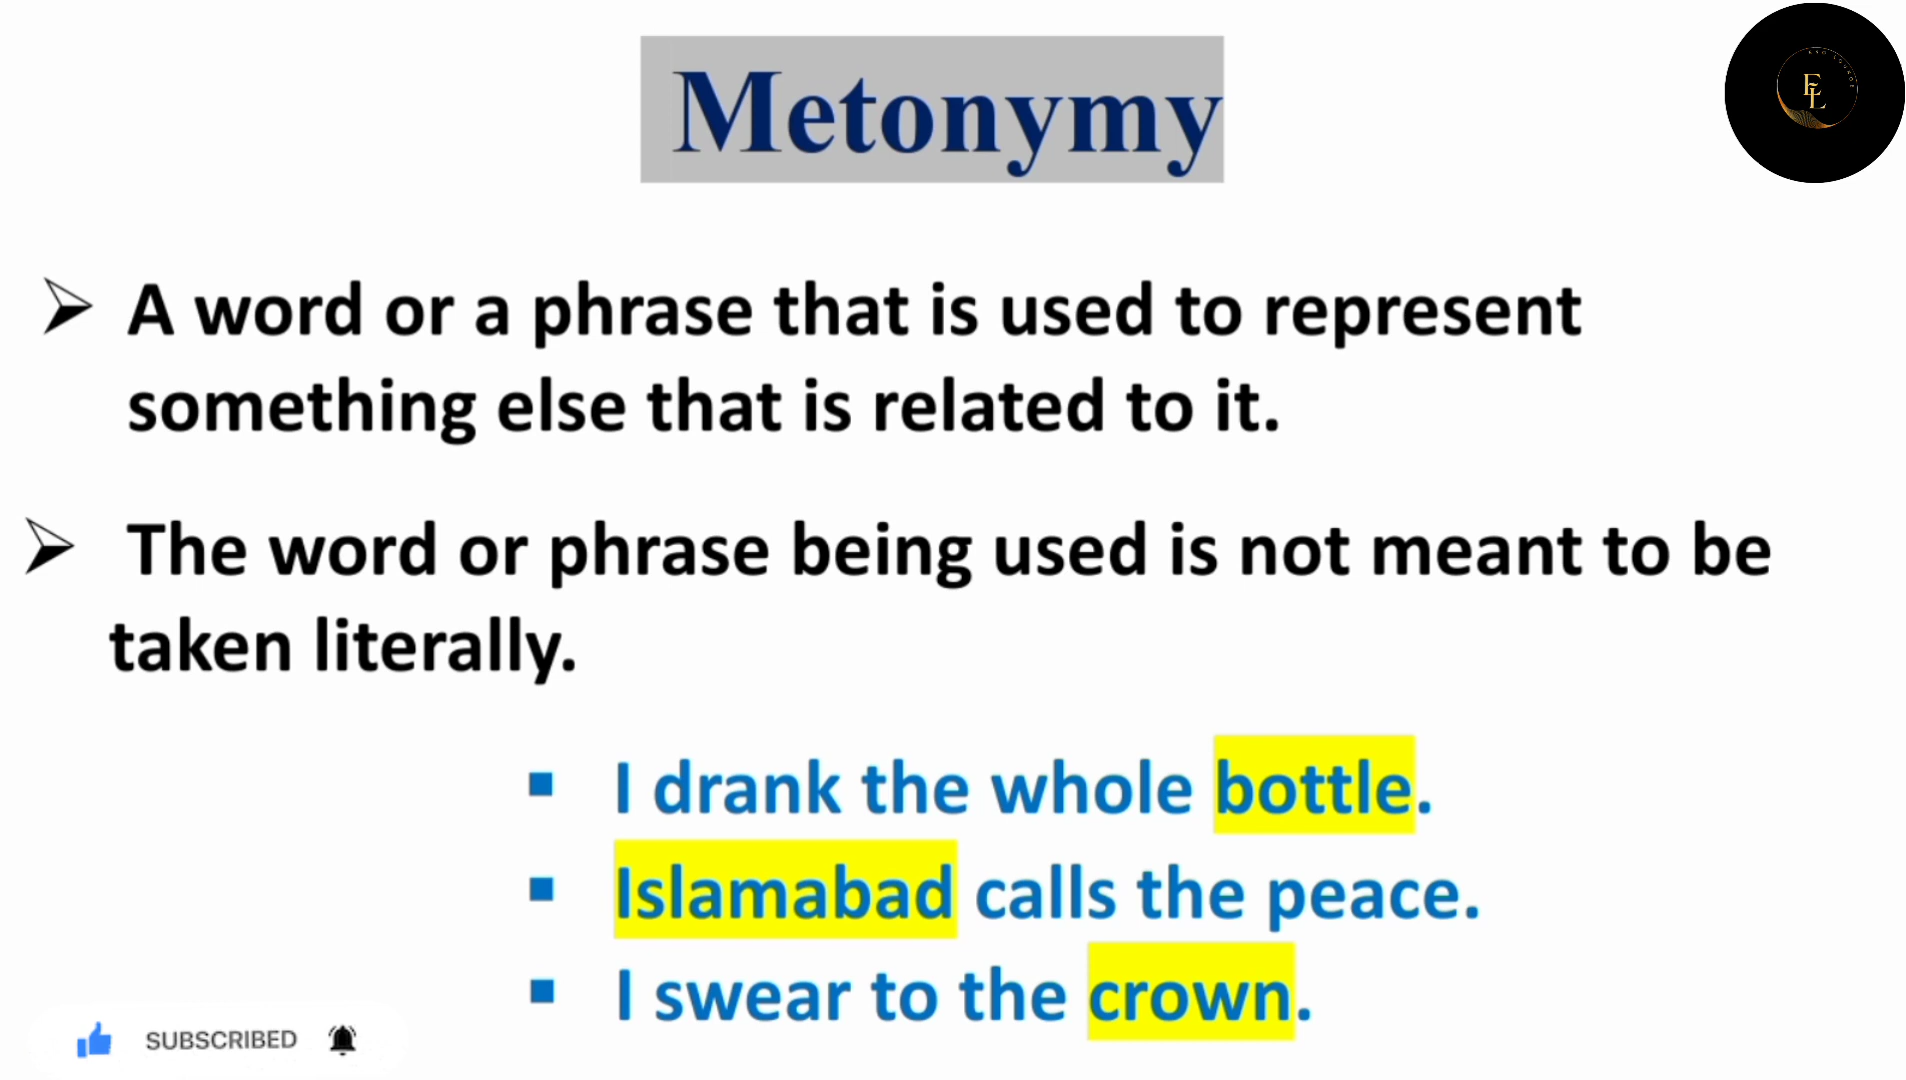 Metonymy
A word or a phrase that is used to represent
something else that is related to it.
The word or phrase being used is not meant to be
taken literally.
I drank the whole bottle.
Islamabad calls the peace.
I swear to the crown.
SUBSCRIBED